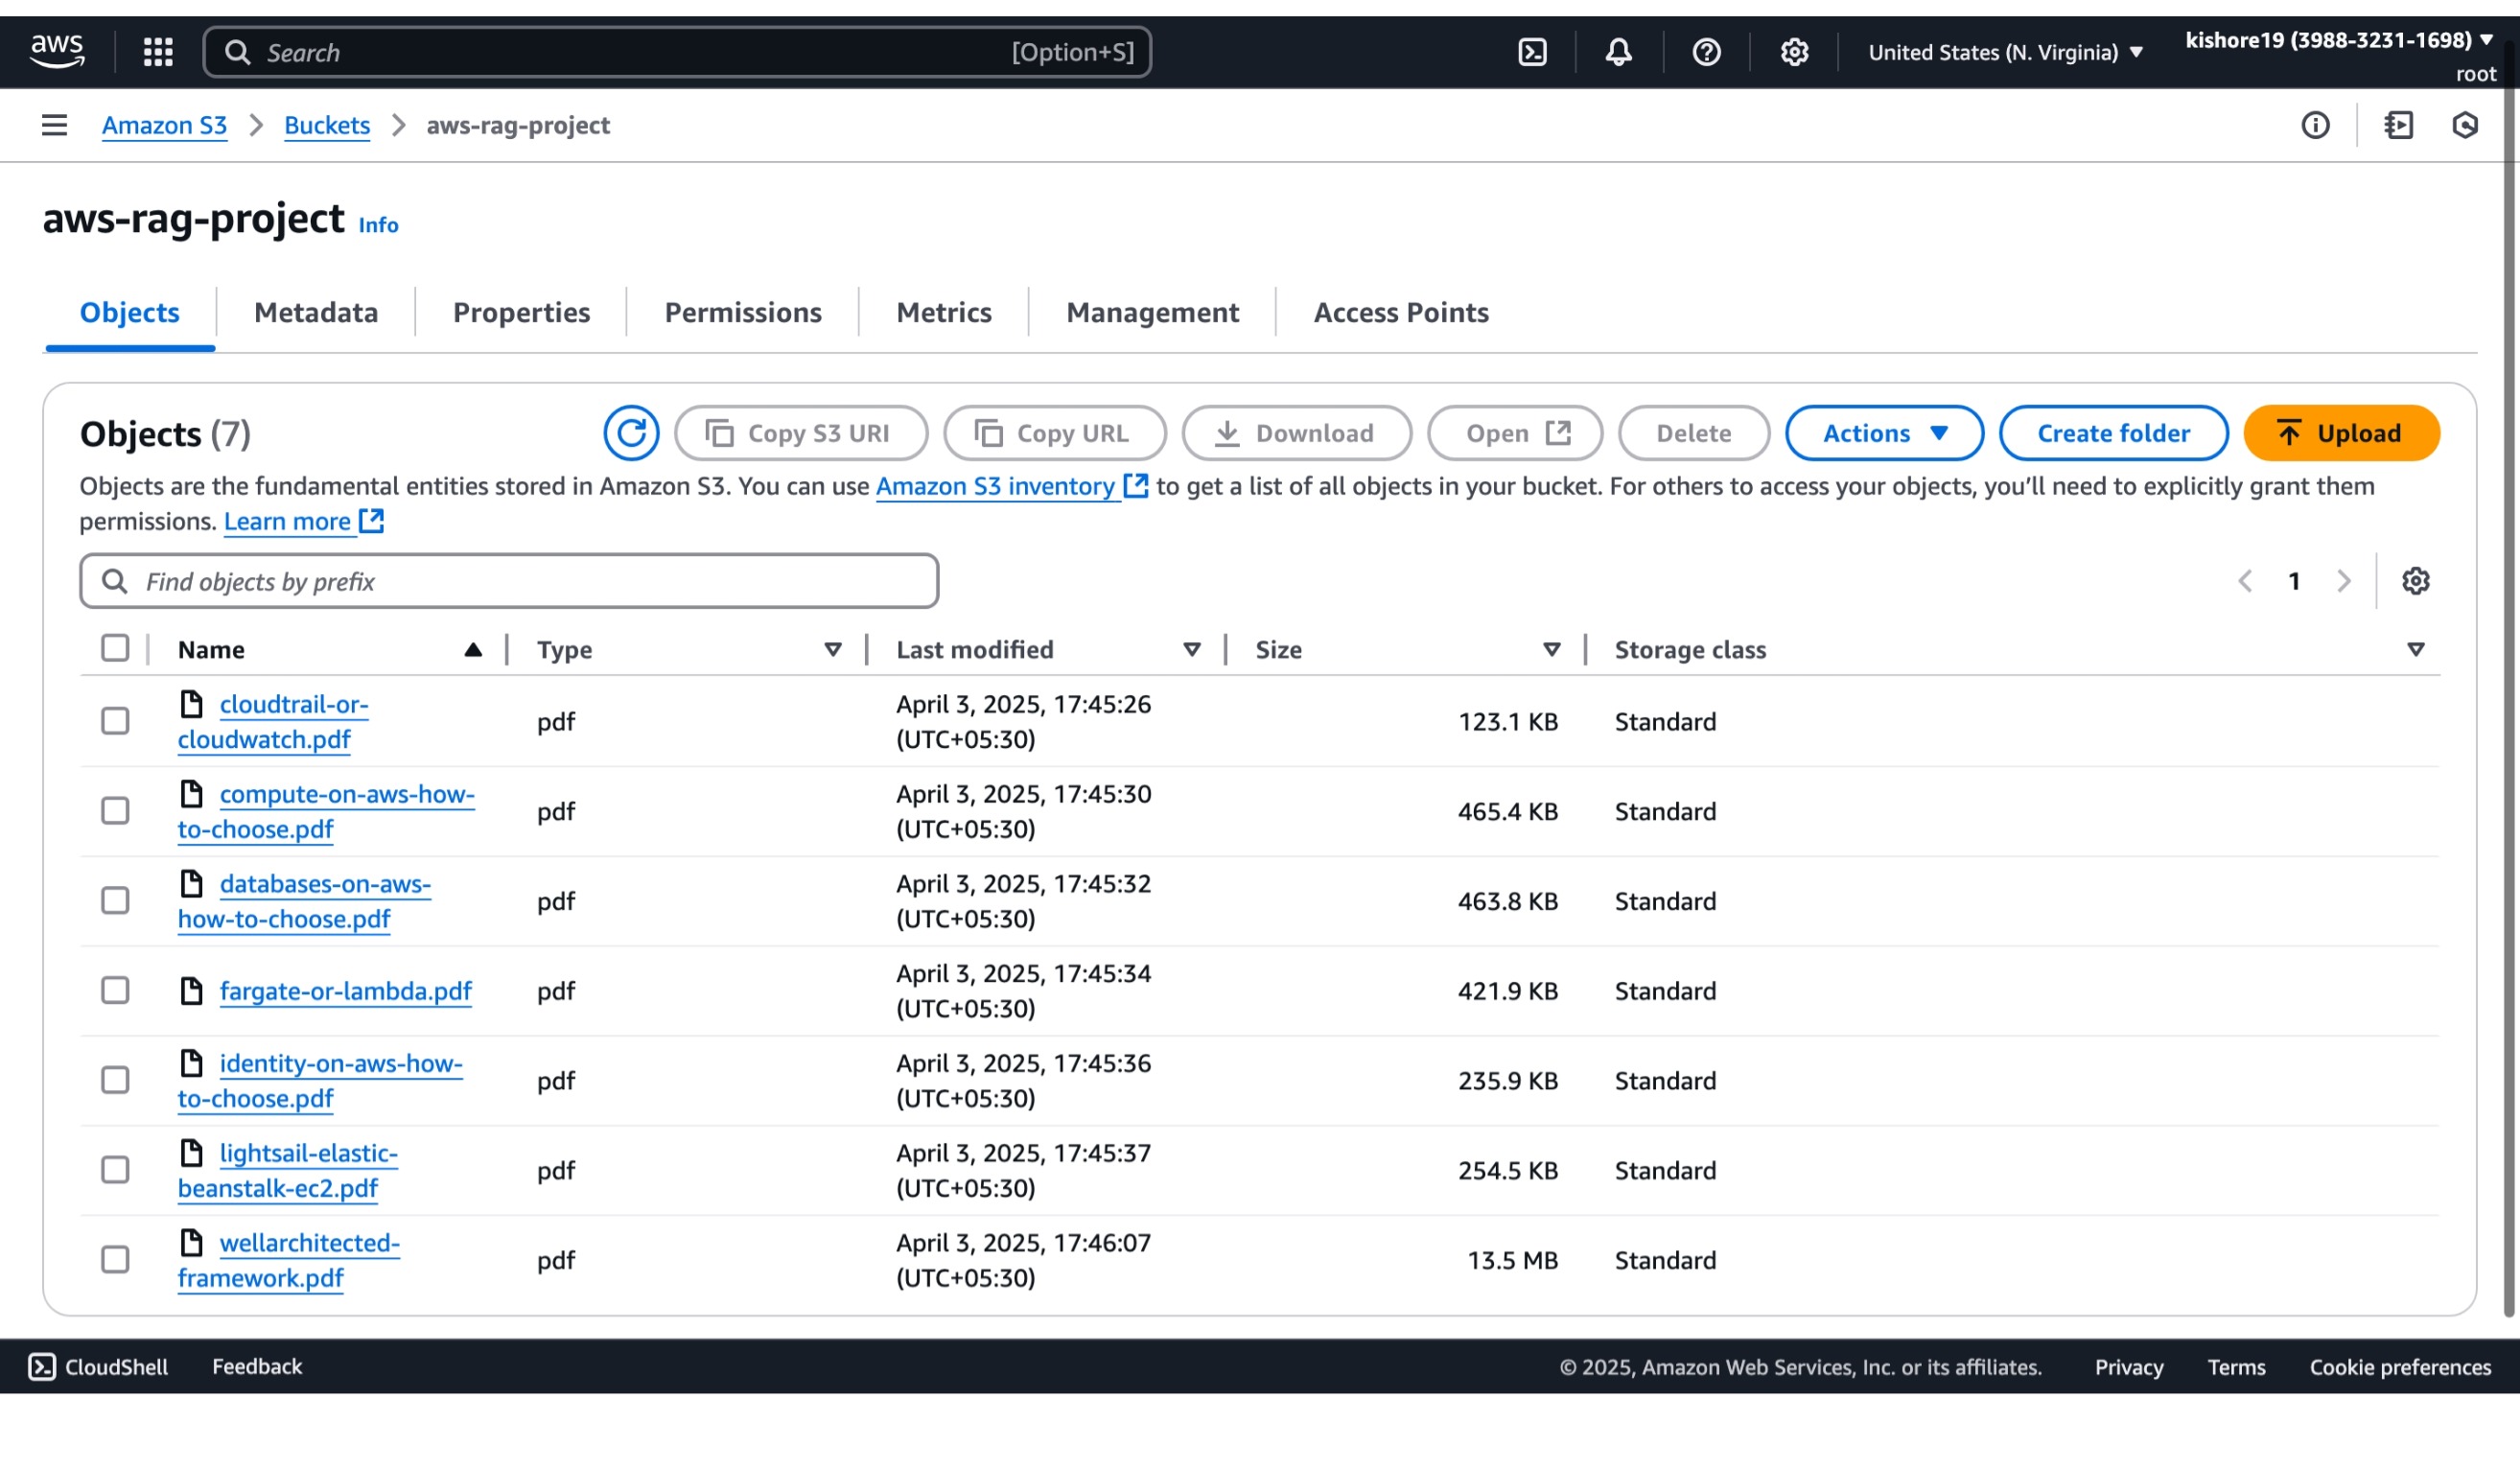 aws
Search [Option+S]
United States (N. Virginia)
kishore19 (3988-3231-1698)
root
Amazon S3 Buckets aws-rag-project
aws-rag-project Info
Objects Metadata Properties Permissions Metrics Management Access Points
Objects (7)
Copy S3 URI Copy URL Download Open Delete Actions Create folder Upload
Objects are the fundamental entities stored in Amazon S3. You can use Amazon S3 inventory to get a list of all objects in your bucket. For others to access your objects, you’ll need to explicitly grant them
permissions. Learn more
Find objects by prefix
1
Name Type Last modified Size Storage class
cloudtrail-or-
cloudwatch.pdf
pdf
April 3, 2025, 17:45:26
(UTC+05:30)
123.1 KB
Standard
compute-on-aws-how-
to-choose.pdf
pdf
April 3, 2025, 17:45:30
(UTC+05:30)
465.4 KB
Standard
databases-on-aws-
how-to-choose.pdf
pdf
April 3, 2025, 17:45:32
(UTC+05:30)
463.8 KB
Standard
fargate-or-lambda.pdf
pdf
April 3, 2025, 17:45:34
(UTC+05:30)
421.9 KB
Standard
identity-on-aws-how-
to-choose.pdf
pdf
April 3, 2025, 17:45:36
(UTC+05:30)
235.9 KB
Standard
lightsail-elastic-
beanstalk-ec2.pdf
pdf
April 3, 2025, 17:45:37
(UTC+05:30)
254.5 KB
Standard
wellarchitected-
framework.pdf
pdf
April 3, 2025, 17:46:07
(UTC+05:30)
13.5 MB
Standard
CloudShell Feedback © 2025, Amazon Web Services, Inc. or its affiliates. Privacy Terms Cookie preferences